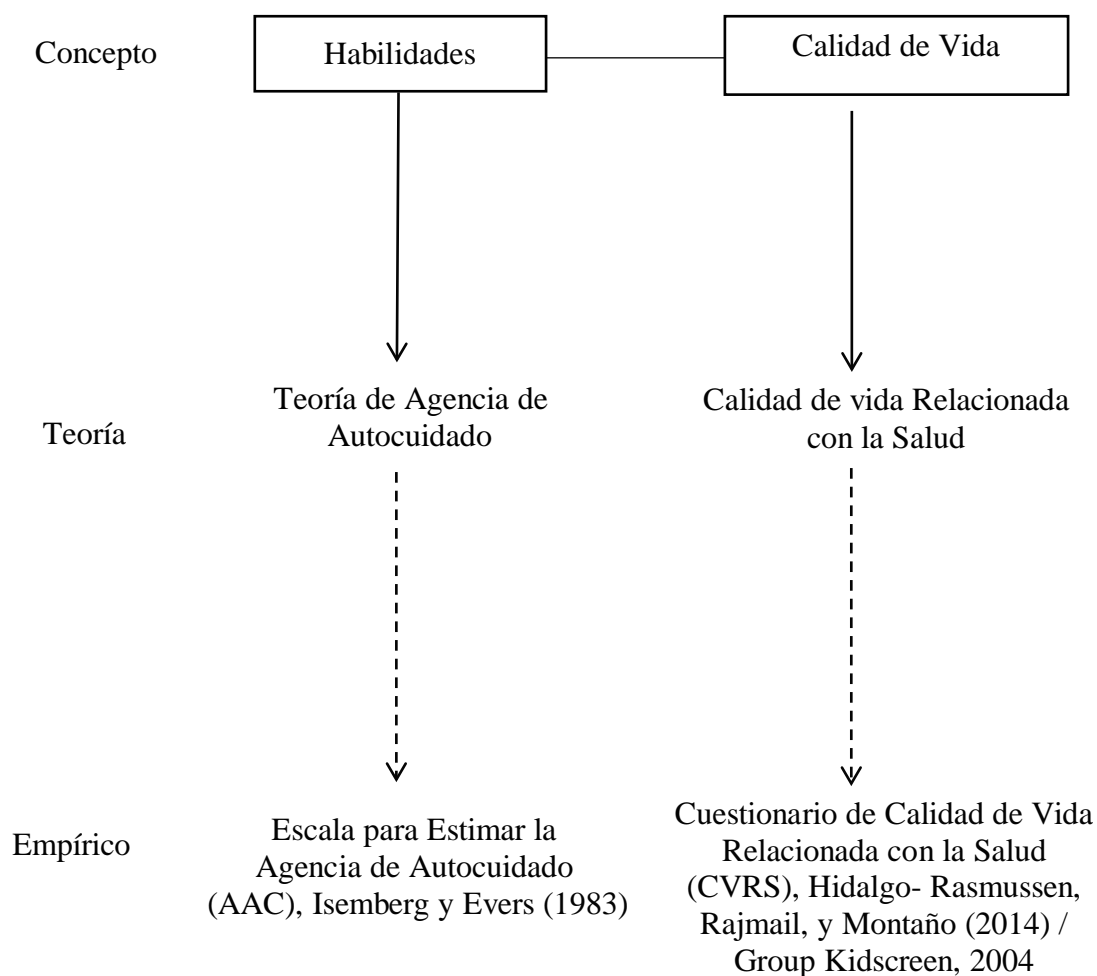 Concepto
Habilidades
Calidad de Vida
Teoría
Teoría de Agencia de
Autocuidado
Calidad de vida Relacionada
con la Salud
Empírico
Escala para Estimar la
Agencia de Autocuidado
(AAC), Isemberg y Evers (1983)
Cuestionario de Calidad de Vida
Relacionada con la Salud
(CVRS), Hidalgo- Rasmussen,
Rajmail, y Montaño (2014) /
Group Kidscreen, 2004